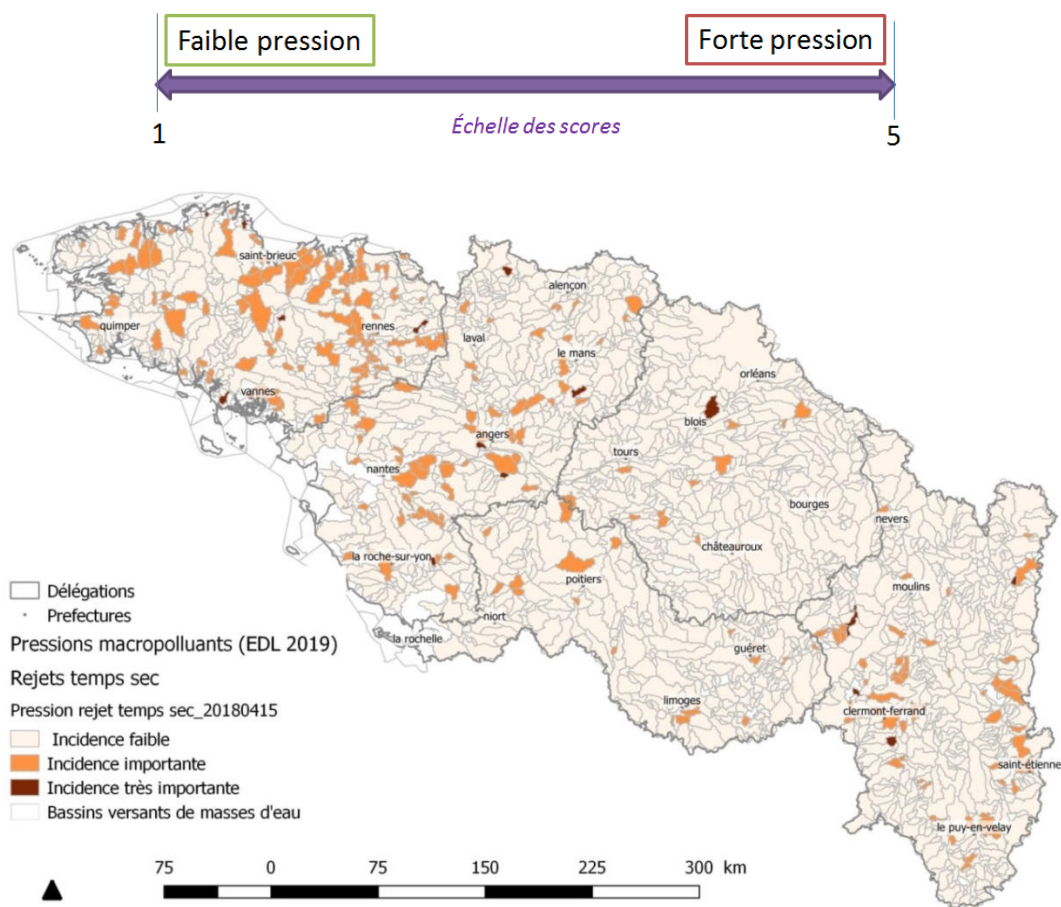 Faible pression
Forte pression
Échelle des scores
1
5
saint-brieuc
alençon
quimper
rennes
laval
le mans
orléans
vannes
blois
angers
tours
nantes
bourges
nevers
châteauroux
la roche-sur-yon
moulins
poitiers
niort
la rochelle
guéret
limoges
clermont-ferrand
saint-étienne
le puy-en-velay
Délégations
Prefectures
Pressions macropolluants (EDL 2019)
Rejets temps sec
Pression rejet temps sec_20180415
Incidence faible
Incidence importante
Incidence très importante
Bassins versants de masses d'eau
75 0 75 150 225 300 km